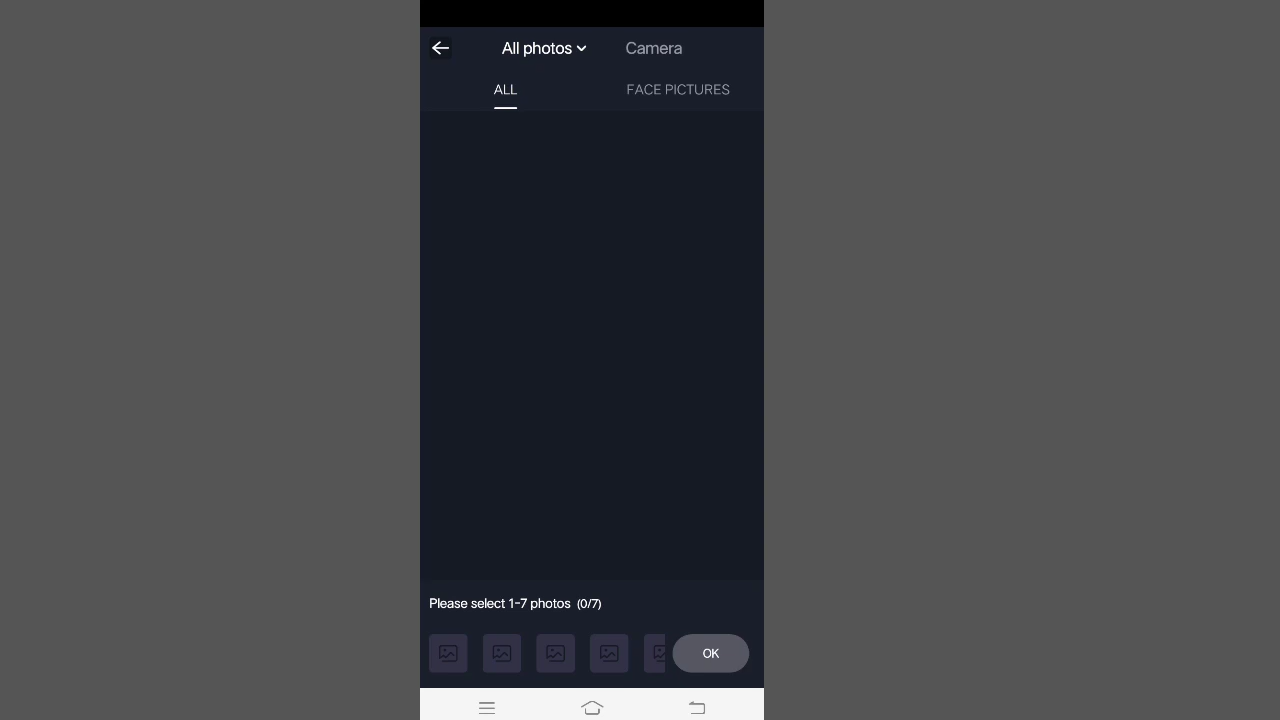 All photos Camera
ALL FACE PICTURES
Please select 1-7 photos (0/7)
OK